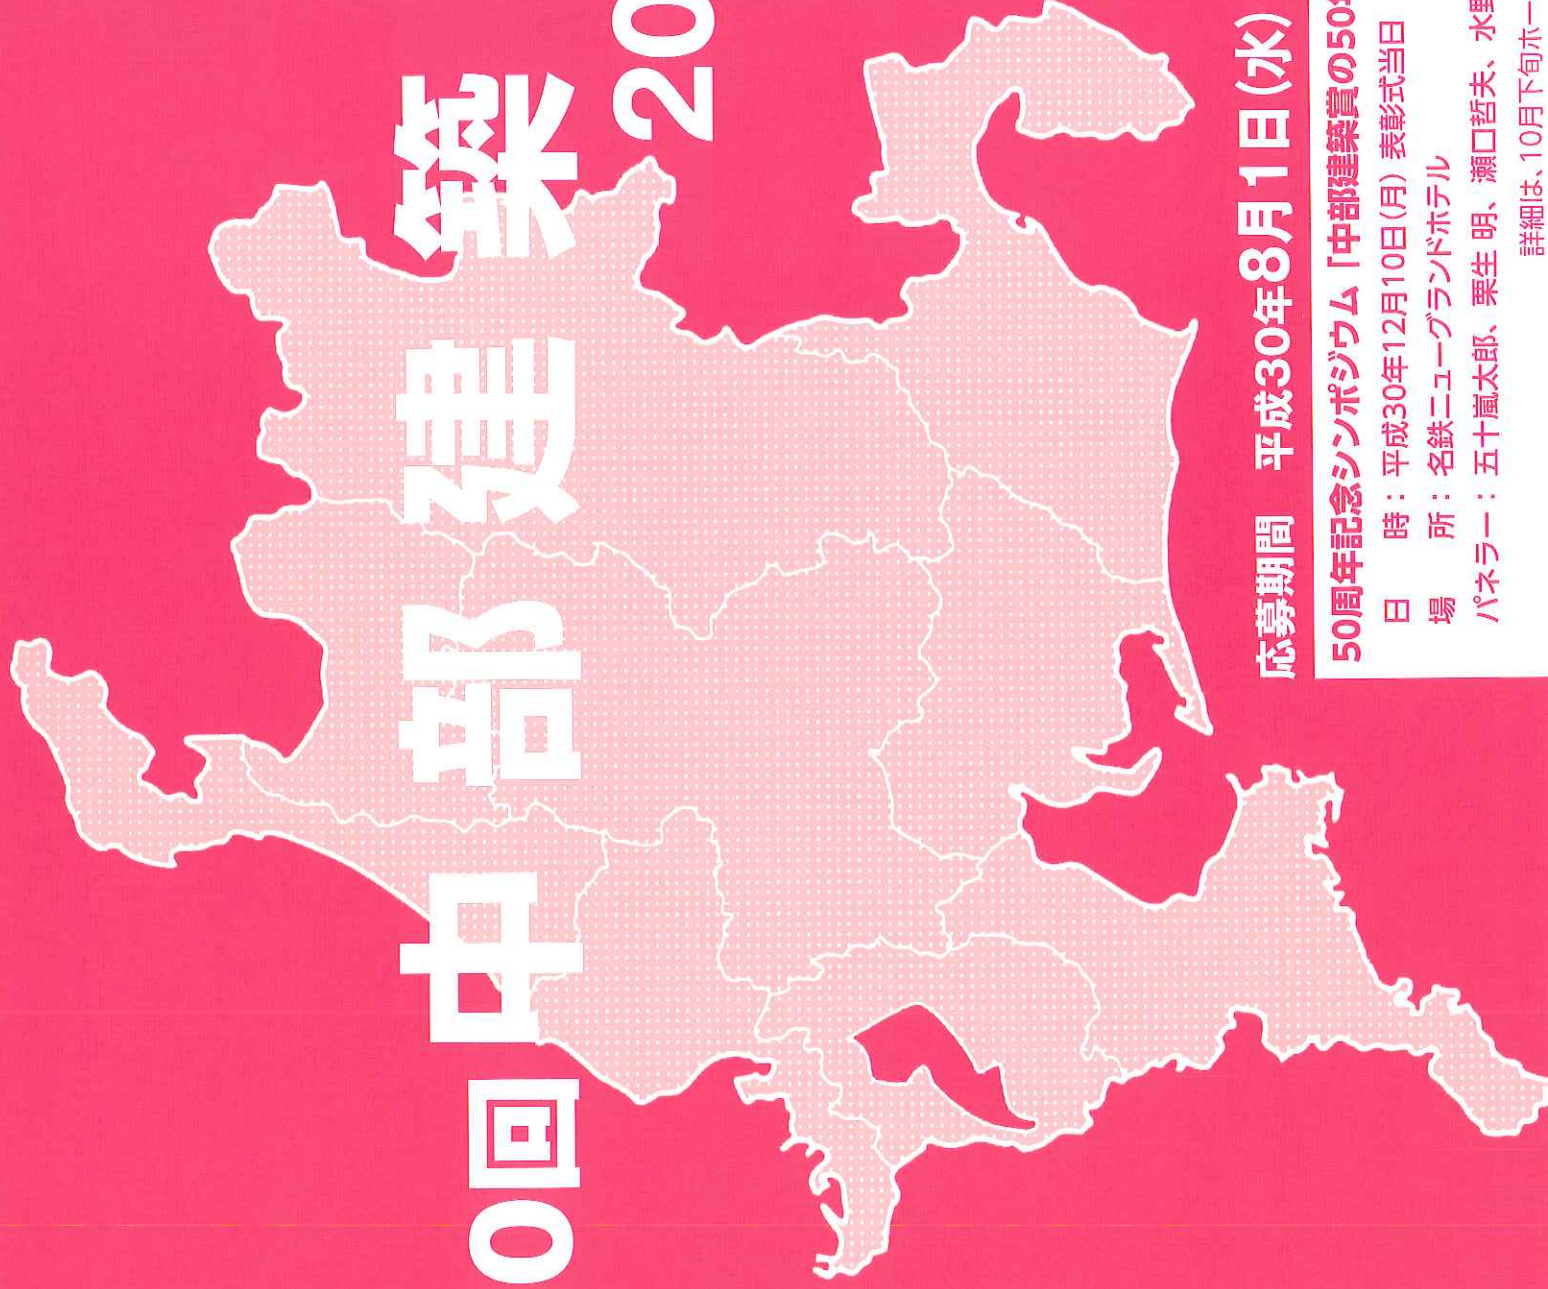 0回 中部建築
20
応募期間 平成30年8月1日(水)
50周年記念シンポジウム「中部建築賞の50
日 時：平成30年12月10日(月) 表彰式当日
場 所：名鉄ニューグランドホテル
パネラー：五十嵐太郎、栗生 明、瀬口哲夫、水野
詳細は、10月下旬ホー